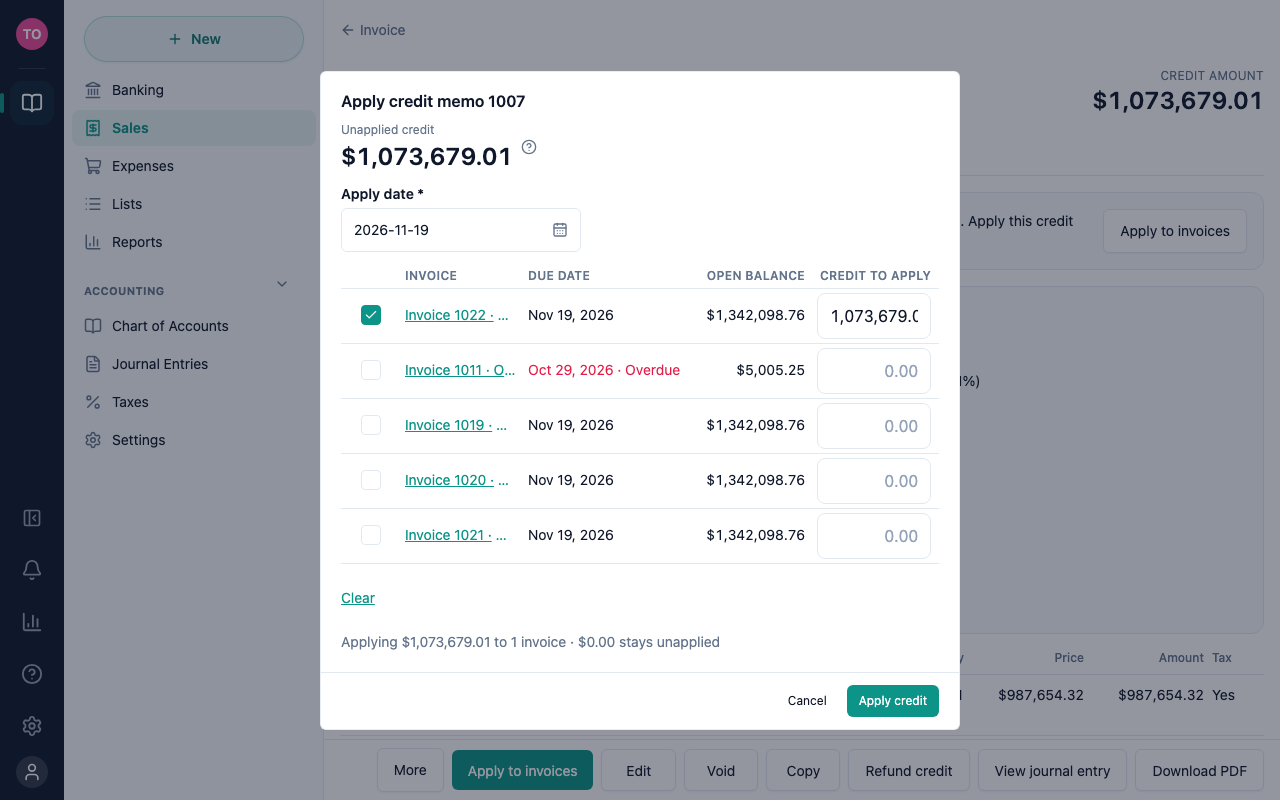 TO
New
Banking
Sales
Expenses
Lists
Reports
ACCOUNTING
Chart of Accounts
Journal Entries
Taxes
Settings
Invoice
CREDIT AMOUNT
$1,073,679.01
. Apply this credit
Apply to invoices
Apply credit memo 1007
Unapplied credit
$1,073,679.01
Apply date *
2026-11-19
INVOICE DUE DATE OPEN BALANCE CREDIT TO APPLY
Invoice 1022 · ... Nov 19, 2026 $1,342,098.76 1,073,679.0
Invoice 1011 · O... Oct 29, 2026 · Overdue $5,005.25 0.00
Invoice 1019 · ... Nov 19, 2026 $1,342,098.76 0.00
Invoice 1020 · ... Nov 19, 2026 $1,342,098.76 0.00
Invoice 1021 · ... Nov 19, 2026 $1,342,098.76 0.00
Clear
Applying $1,073,679.01 to 1 invoice · $0.00 stays unapplied
Cancel Apply credit
%)
Price Amount Tax
$987,654.32 $987,654.32 Yes
More Apply to invoices Edit Void Copy Refund credit View journal entry Download PDF